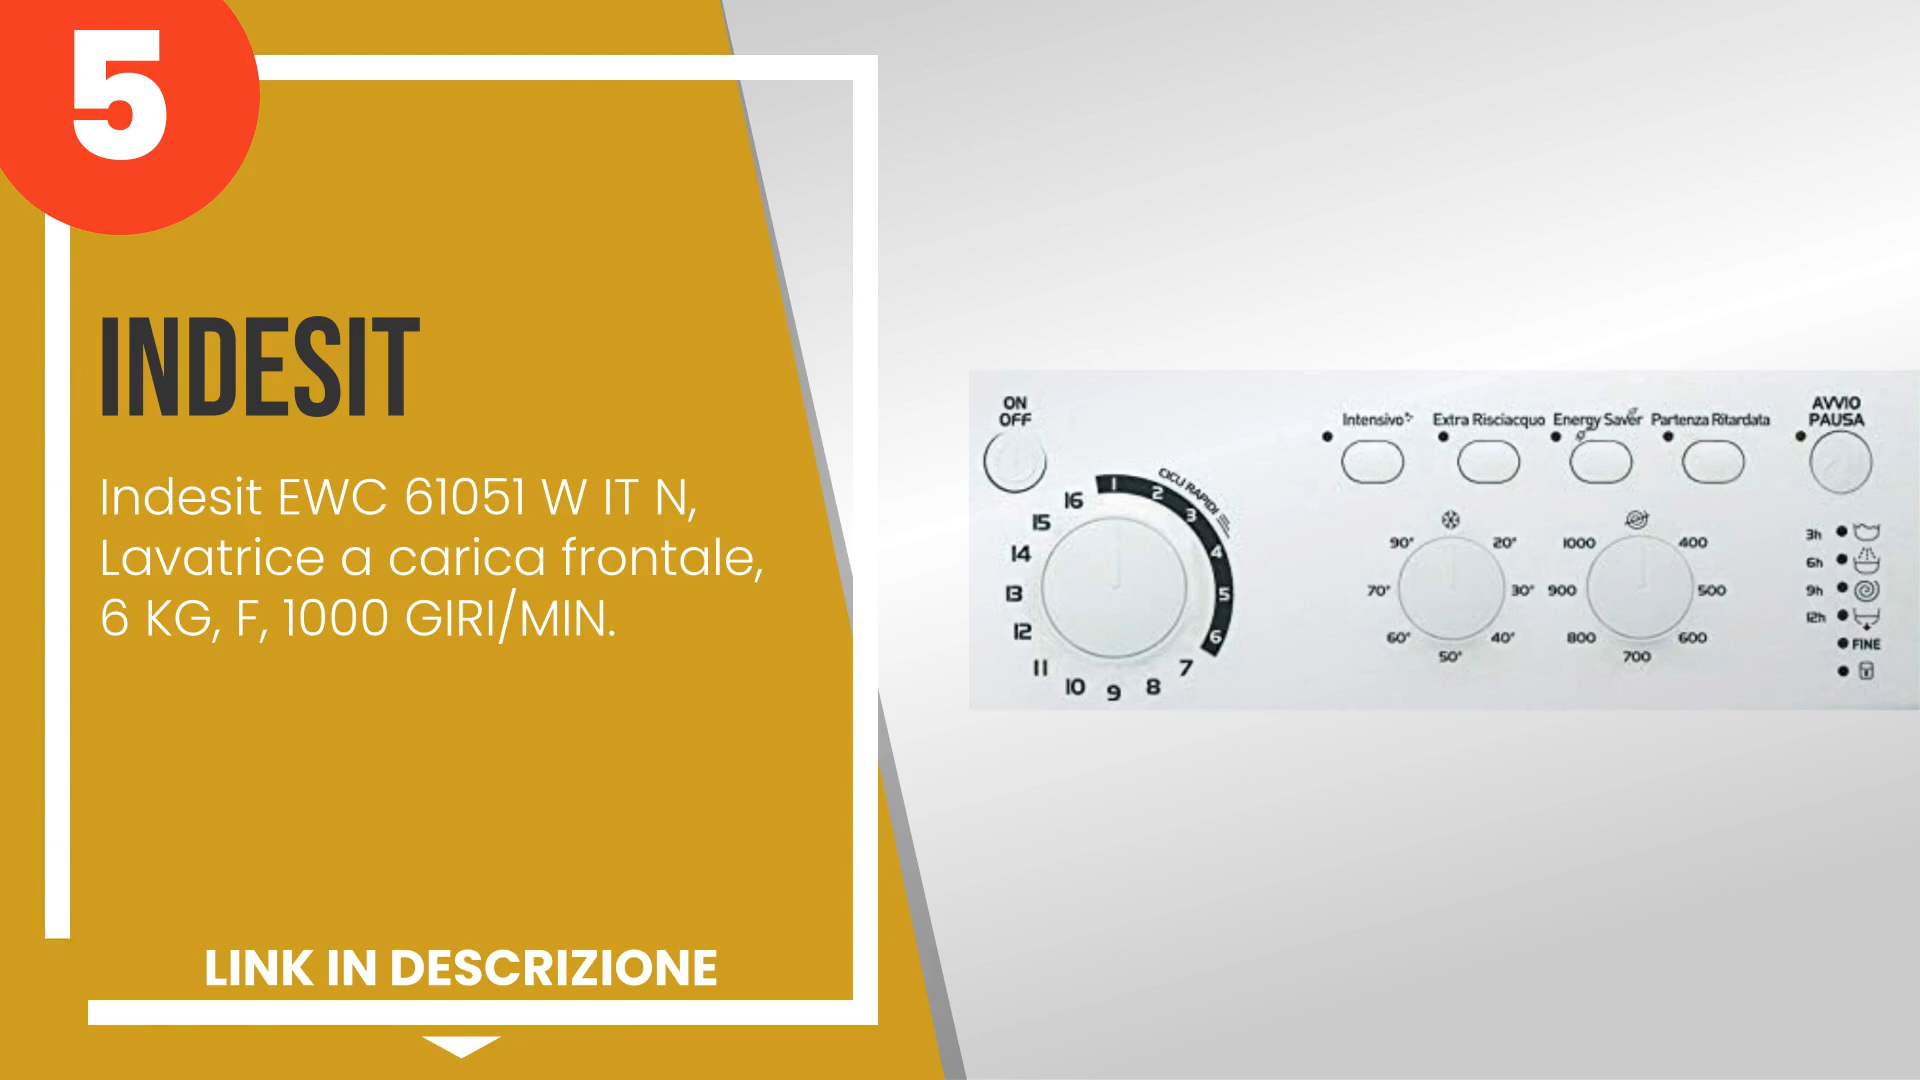 5
INDESIT
Indesit EWC 61051 W IT N,
Lavatrice a carica frontale,
6 KG, F, 1000 GIRI/MIN.
LINK IN DESCRIZIONE
ON
OFF
Intensivo
Extra Risciacquo
Energy Saver
Partenza Ritardata
AVVIO
PAUSA
CICLI RAPIDI
1
2
3
4
5
6
7
8
9
10
11
12
13
14
15
16
20°
30°
40°
50°
60°
70°
90°
400
500
600
700
800
900
1000
3h
6h
9h
12h
FINE